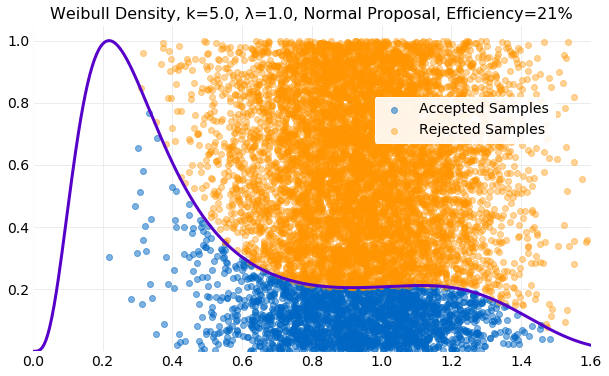 Weibull Density, k=5.0, λ=1.0, Normal Proposal, Efficiency=21%
1.0
0.8
0.6
0.4
0.2
Accepted Samples
Rejected Samples
0.0 0.2 0.4 0.6 0.8 1.0 1.2 1.4 1.6